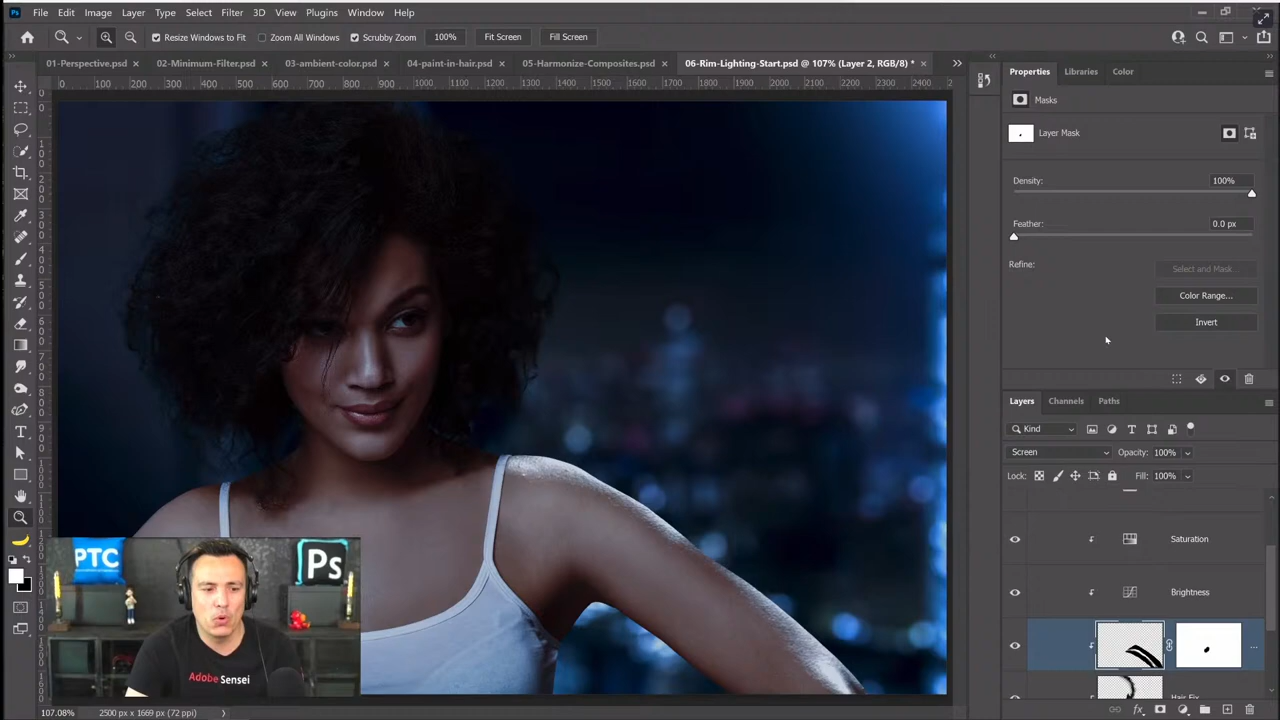 Ps File Edit Image Layer Type Select Filter 3D View Plugins Window Help
Resize Windows to Fit Zoom All Windows Scrubby Zoom 100% Fit Screen Fill Screen
01-Perspective.psd × 02-Minimum-Filter.psd × 03-ambient-color.psd × 04-paint-in-hair.psd × 05-Harmonize-Composites.psd × 06-Rim-Lighting-Start.psd @ 107% (Layer 2, RGB/8) * ×
0 100 200 300 400 500 600 700 800 900 1000 1100 1200 1300 1400 1500 1600 1700 1800 1900 2000 2100 2200 2300 2400 2500
Properties Libraries Color
Masks
Layer Mask
Density: 100%
Feather: 0.0 px
Refine: Select and Mask...
Color Range...
Invert
Layers Channels Paths
Kind
Screen Opacity: 100%
Lock: Fill: 100%
Saturation
Brightness
Hair Fix
PTC
Ps
Adobe Sensei
107.08% 2500 px x 1669 px (72 ppi)